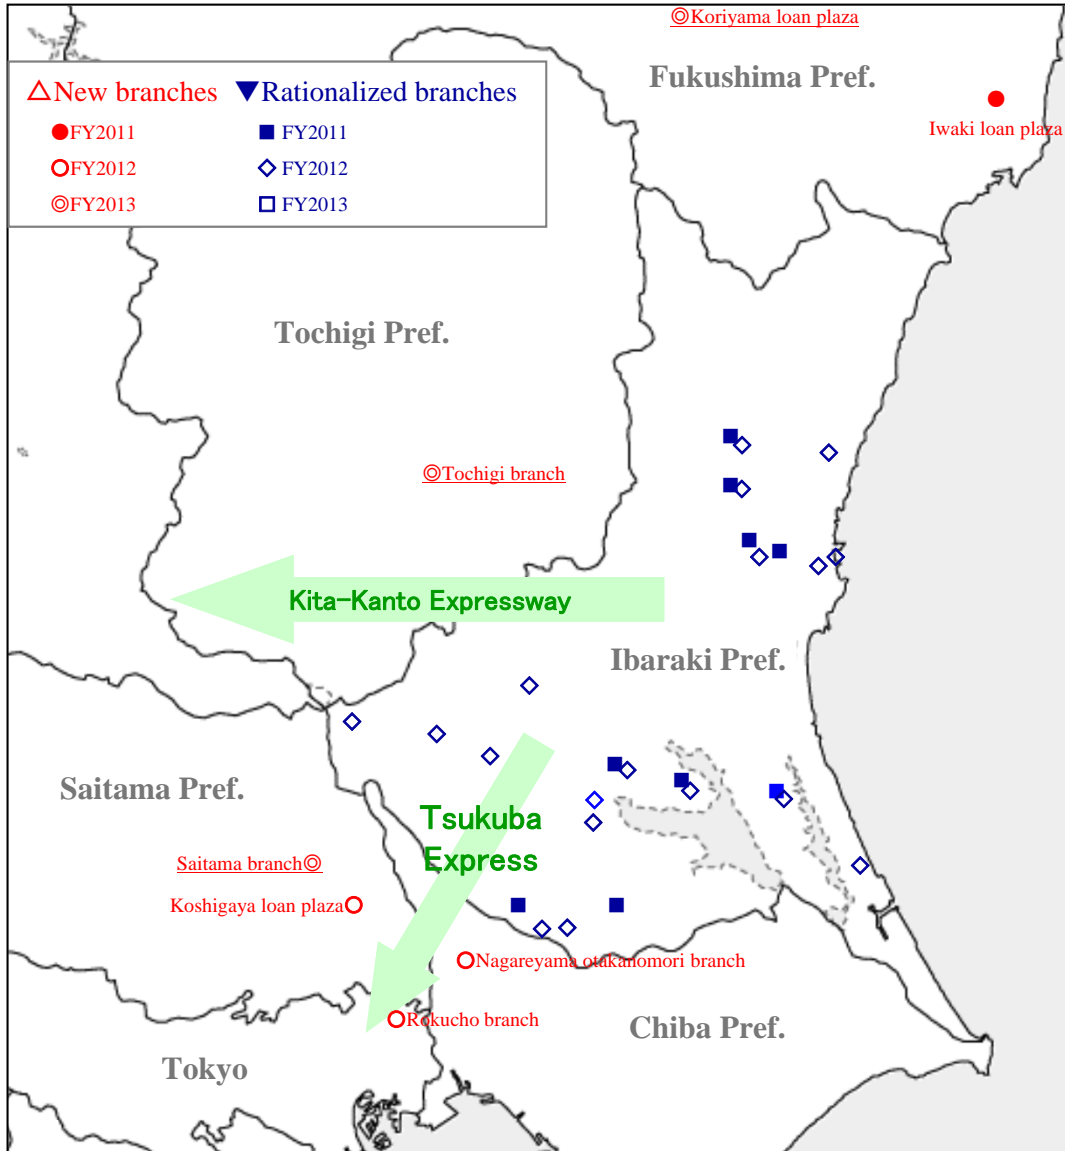 ◎Koriyama loan plaza
Fukushima Pref.
Iwaki loan plaza
△New branches ▼Rationalized branches
●FY2011 ■ FY2011
○FY2012 ◇ FY2012
◎FY2013 □ FY2013
Tochigi Pref.
◎Tochigi branch
Kita-Kanto Expressway
Ibaraki Pref.
Saitama Pref.
Tsukuba
Express
Saitama branch◎
Koshigaya loan plaza
Nagareyama otakanomori branch
Rokucho branch
Chiba Pref.
Tokyo